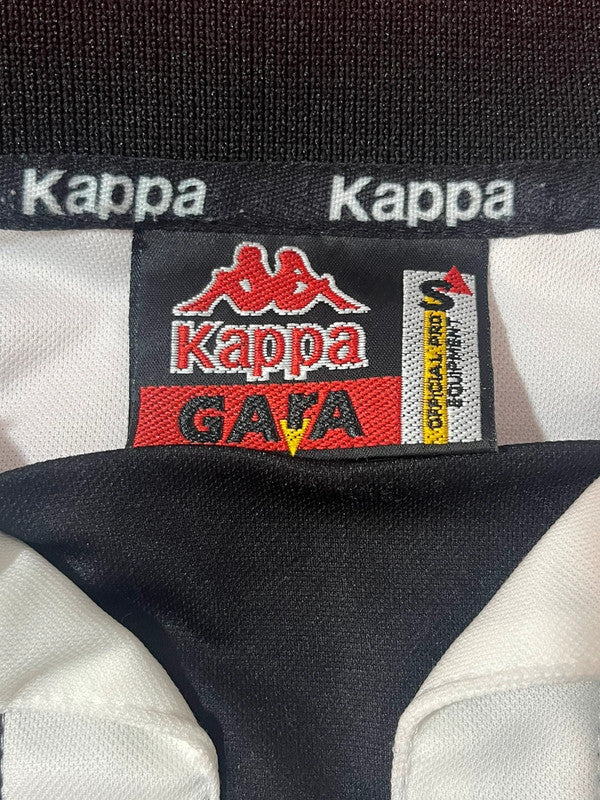 Kappa Kappa
Kappa
GArA
S
OFFICIAL PRO
EQUIPMENT